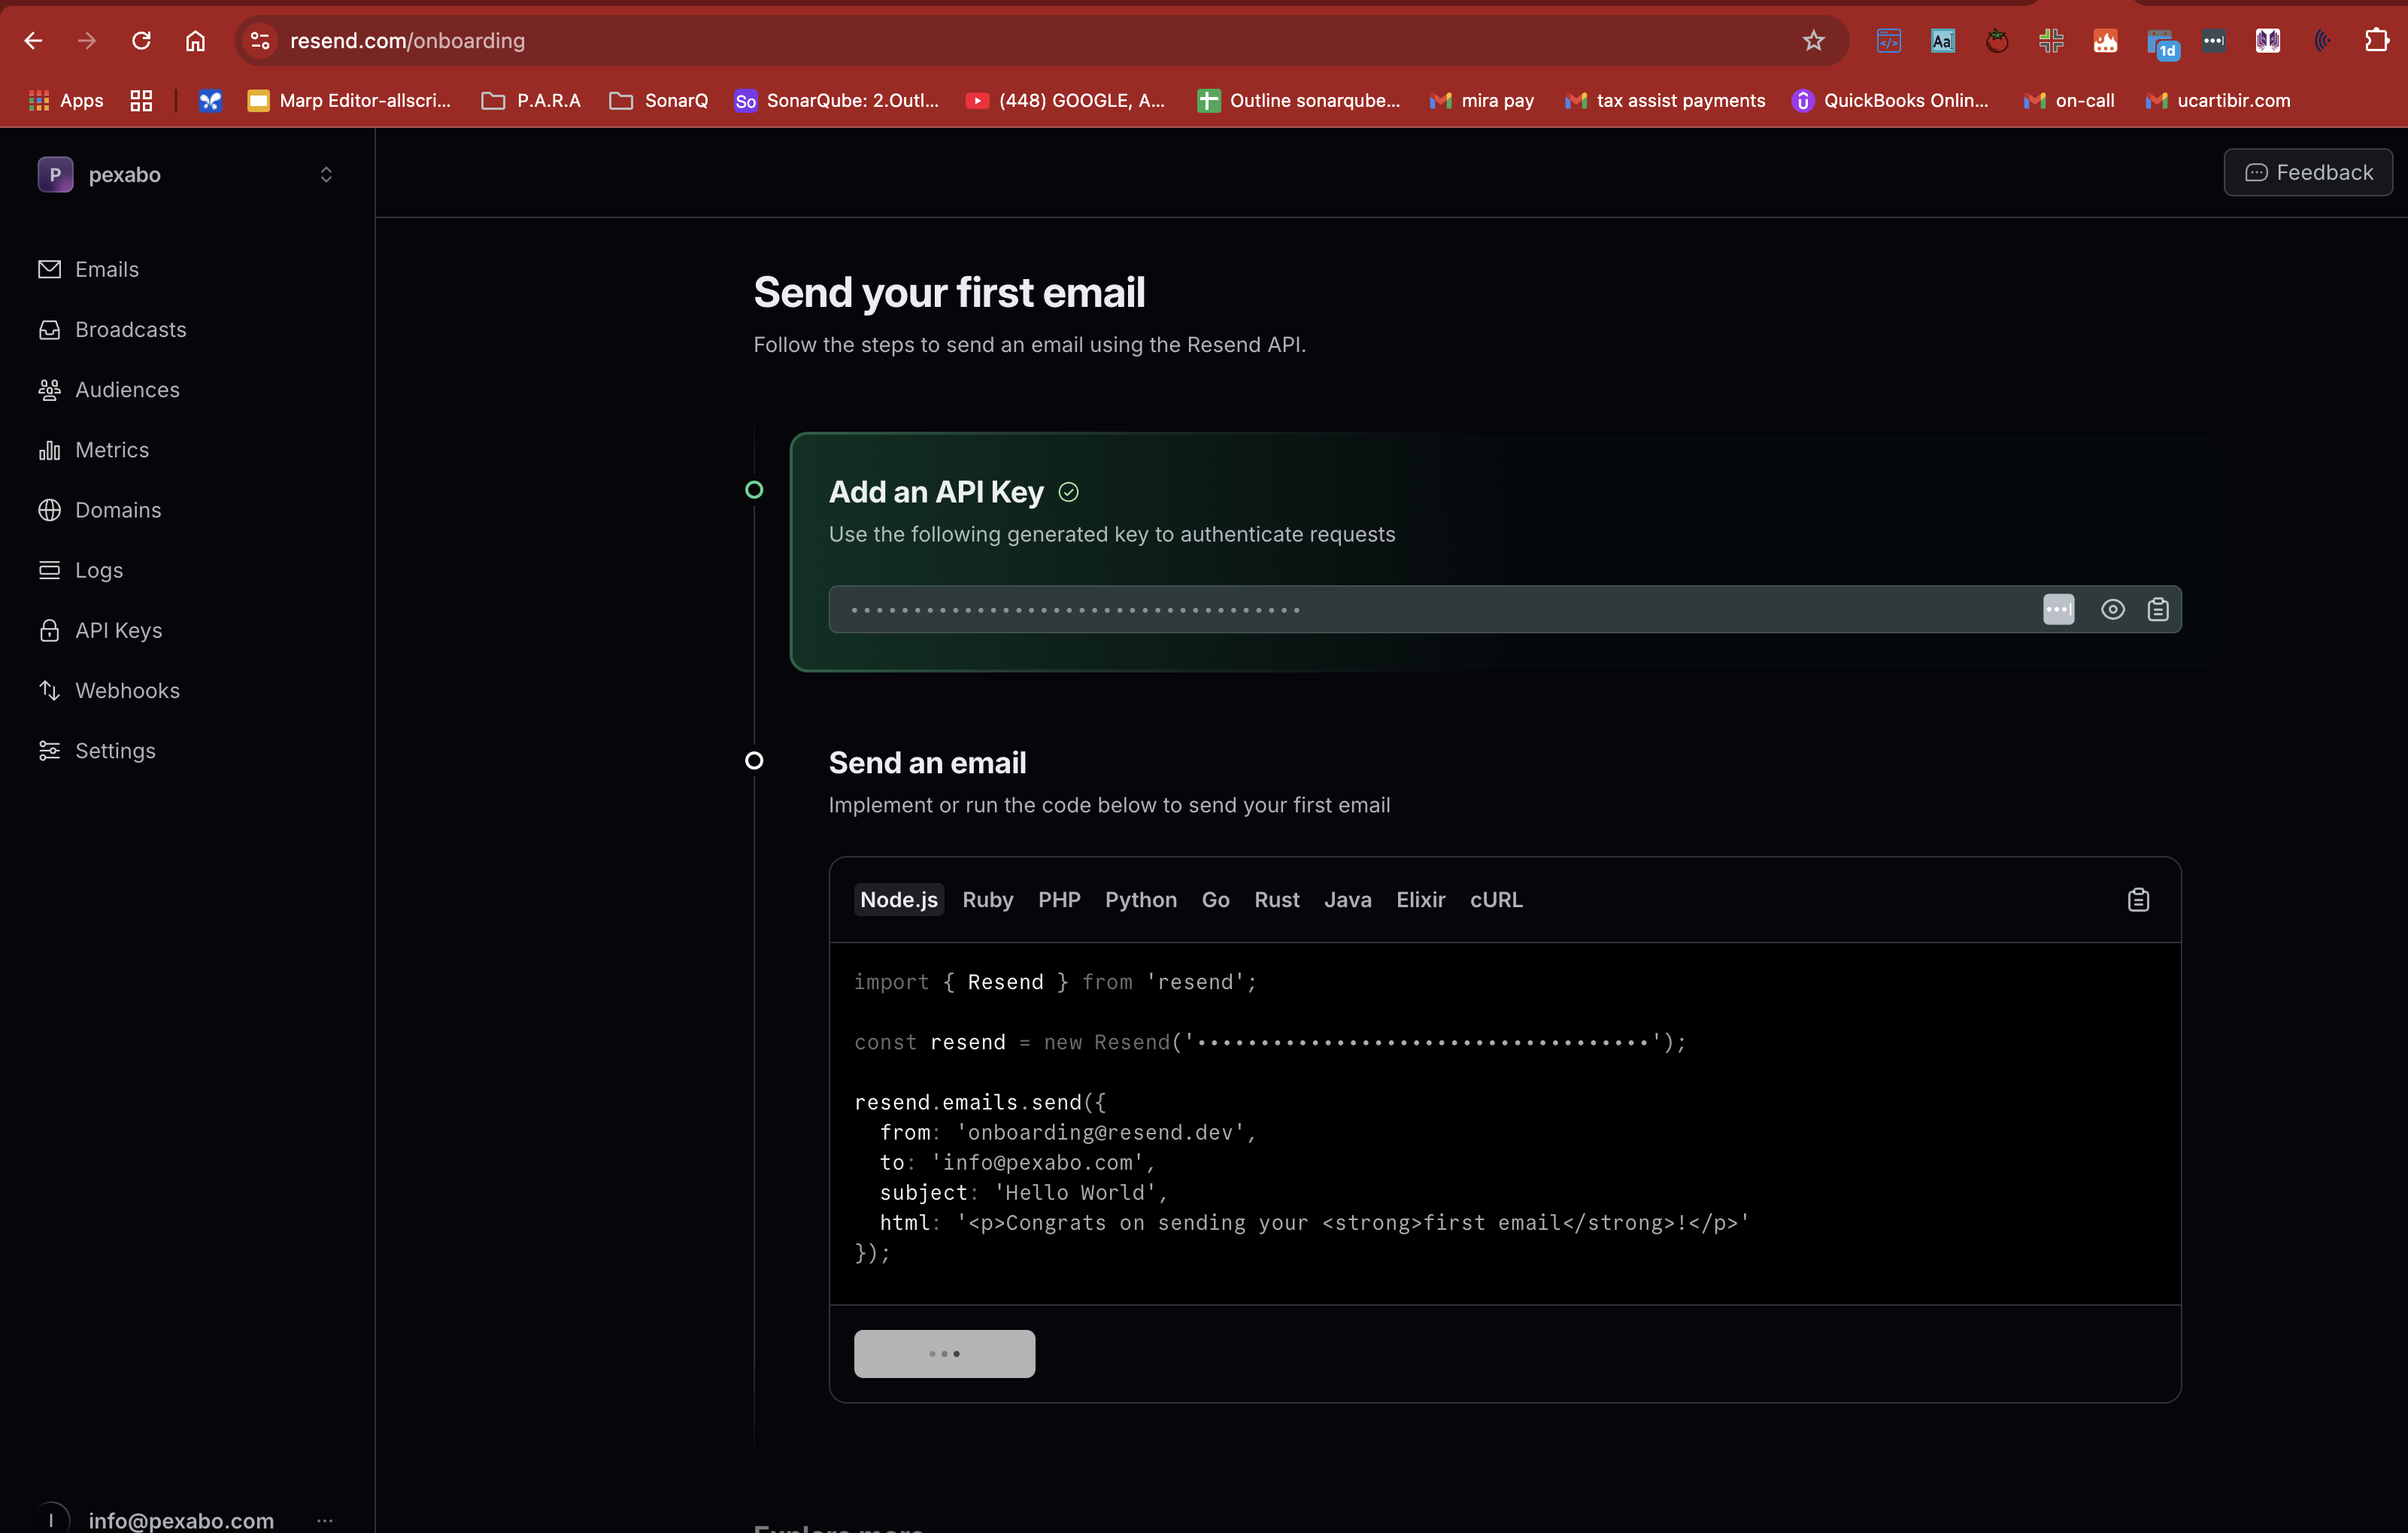 resend.com/onboarding
1d
Apps
Marp Editor-allscri...
P.A.R.A
SonarQ
So SonarQube: 2.Outl...
(448) GOOGLE, A...
Outline sonarqube...
mira pay
tax assist payments
QuickBooks Onlin...
on-call
ucartibir.com
P pexabo
Feedback
Emails
Broadcasts
Audiences
Metrics
Domains
Logs
API Keys
Webhooks
Settings
Send your first email
Follow the steps to send an email using the Resend API.
Add an API Key
Use the following generated key to authenticate requests
Send an email
Implement or run the code below to send your first email
Node.js Ruby PHP Python Go Rust Java Elixir cURL
import { Resend } from 'resend';
const resend = new Resend('••••••••••••••••••••••••••••••••••••');
resend.emails.send({
from: 'onboarding@resend.dev',
to: 'info@pexabo.com',
subject: 'Hello World',
html: '<p>Congrats on sending your <strong>first email</strong>!</p>'
});
I info@pexabo.com ...
Explore more